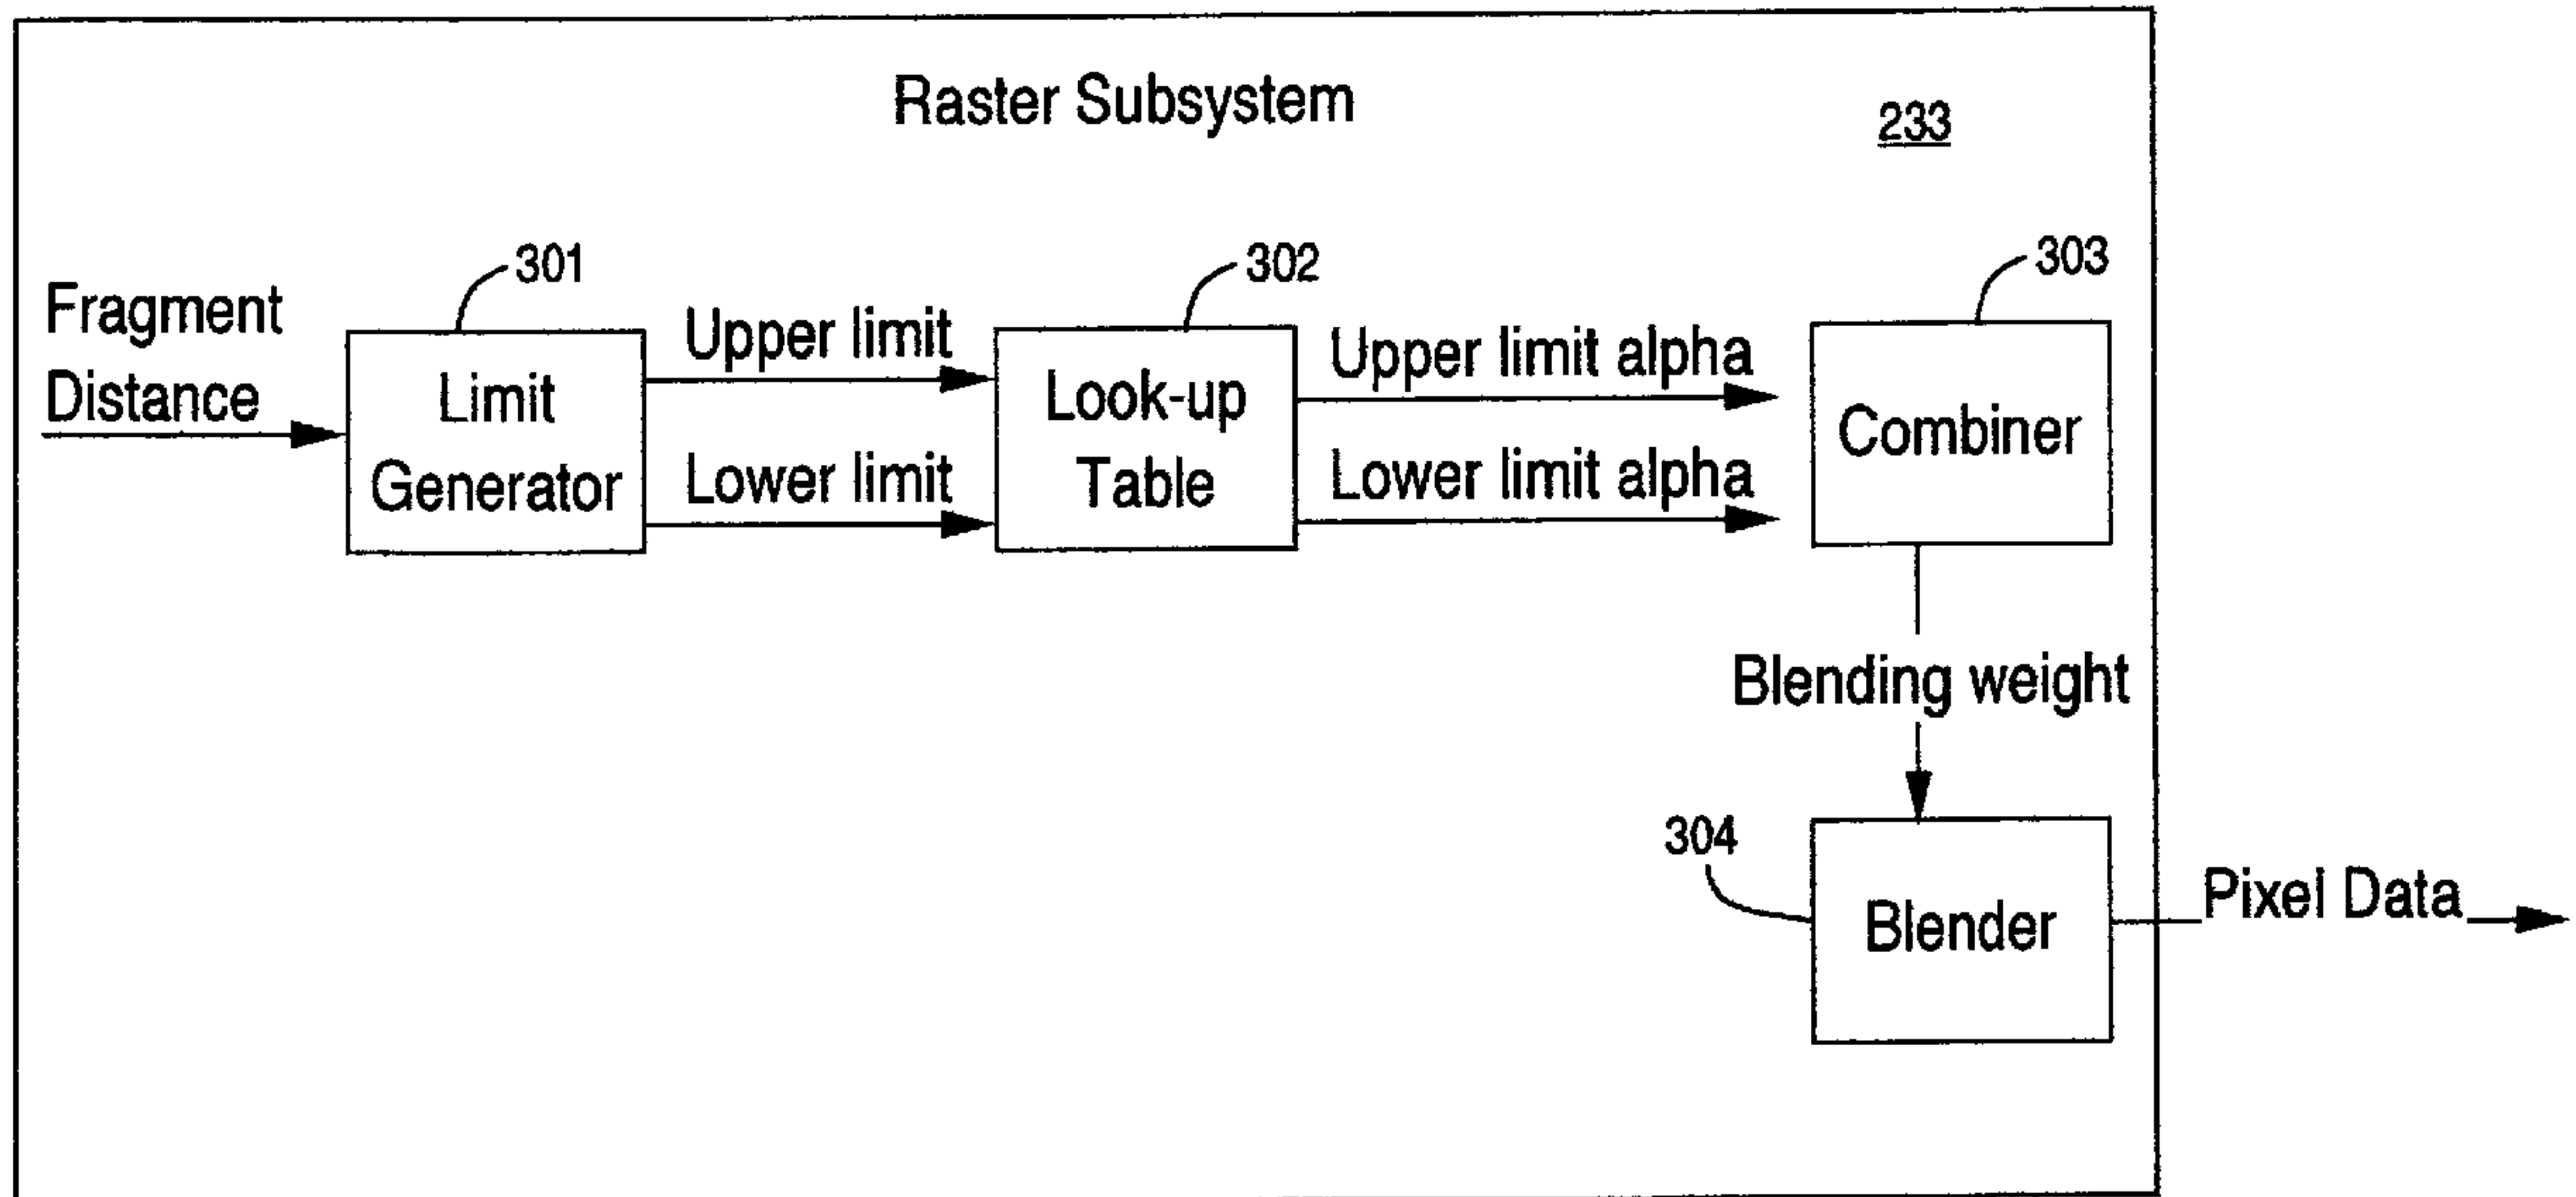 Raster Subsystem
233
Fragment
Distance
301
Limit
Generator
Upper limit
Lower limit
302
Look-up
Table
Upper limit alpha
Lower limit alpha
303
Combiner
Blending weight
304
Blender
Pixel Data